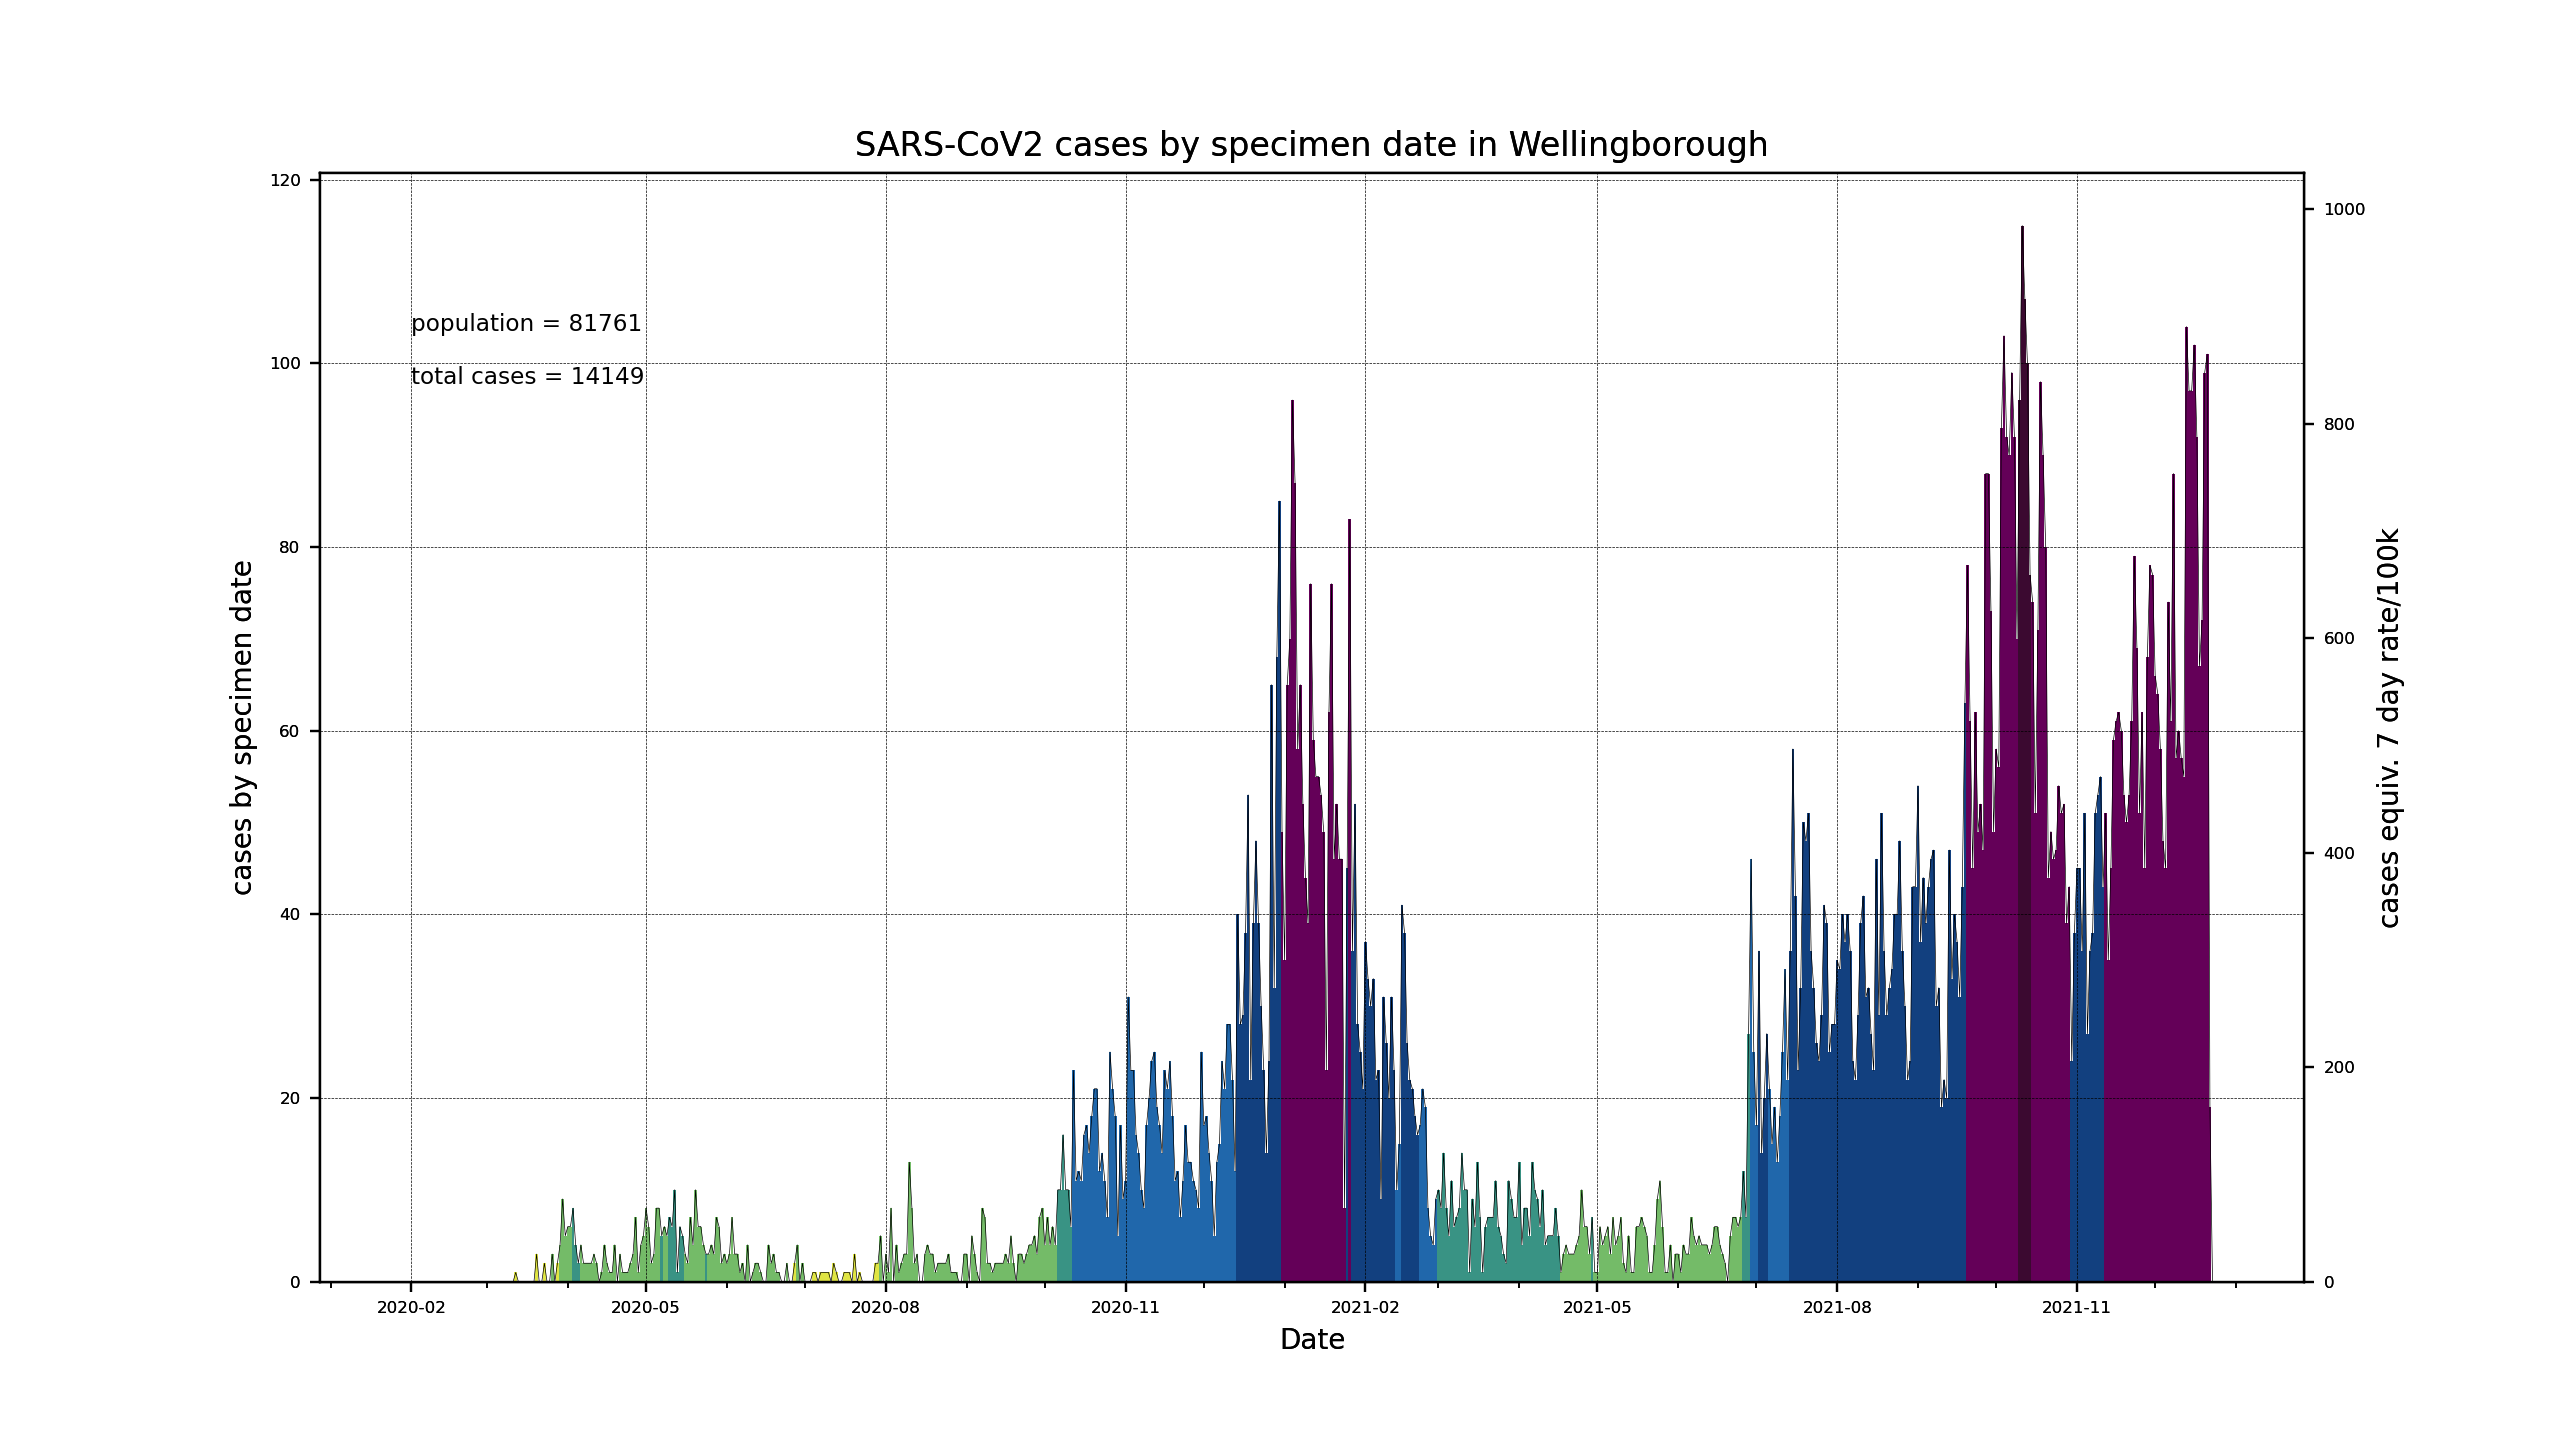 SARS-CoV2 cases by specimen date in Wellingborough
120
100
80
60
40
20
0
cases by specimen date
population = 81761
total cases = 14149
1000
800
600
400
200
0
cases equiv. 7 day rate/100k
2020-02 2020-05 2020-08 2020-11 2021-02 2021-05 2021-08 2021-11
Date